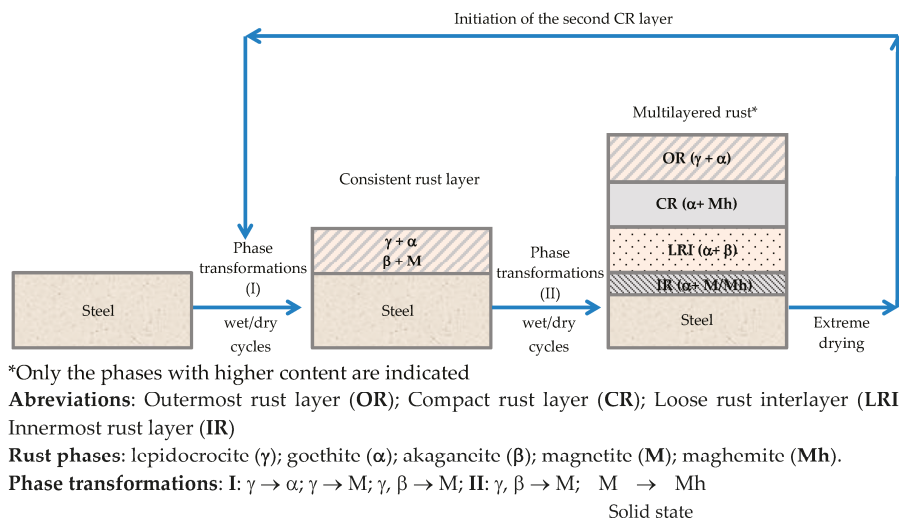 Initiation of the second CR layer
Multilayered rust*
OR (γ + α)
Consistent rust layer
CR (α+ Mh)
γ + α
β + M
Phase
transformations
(I)
Phase
transformations
(II)
LRI (α+ β)
IR (α+ M/Mh)
Steel
Steel
wet/dry
cycles
wet/dry
cycles
Extreme
drying
*Only the phases with higher content are indicated
Abreviations: Outermost rust layer (OR); Compact rust layer (CR); Loose rust interlayer (LRI
Innermost rust layer (IR)
Rust phases: lepidocrocite (γ); goethite (α); akaganeite (β); magnetite (M); maghemite (Mh).
Phase transformations: I: γ → α; γ → M; γ, β → M; II: γ, β → M; M → Mh
Solid state